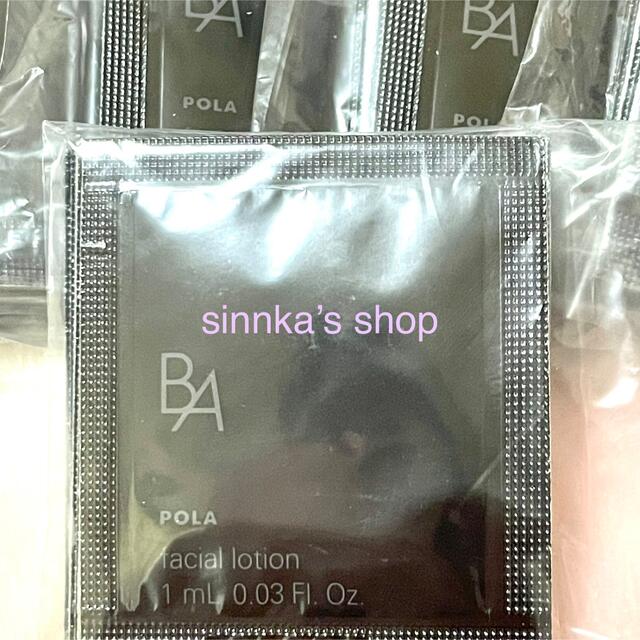 BA
BA
POLA
POLA
sinnka's shop
BA
POLA
facial lotion
1 mL 0.03 Fl. Oz.